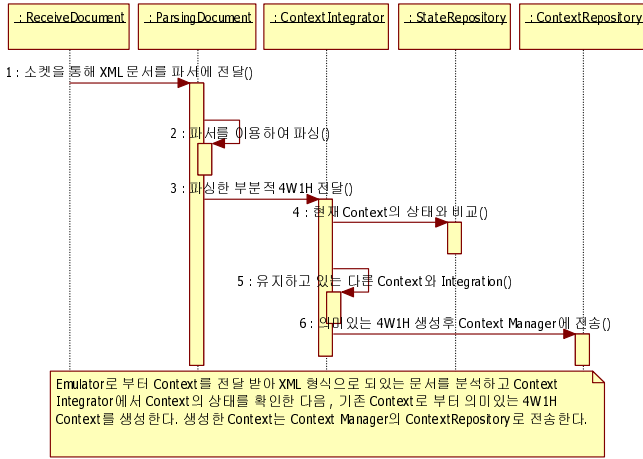 : ReceiveDocument
: ParsingDocument
: ContextIntegrator
: StateRepository
: ContextRepository
1 : 소켓을 통해 XML 문서를 파서에 전달()
2 : 파서를 이용하여 파싱()
3 : 파싱한 부분적 4W1H 전달()
4 : 현재 Context의 상태와 비교()
5 : 유지하고 있는 다른 Context와 Integration()
6 : 의미있는 4W1H 생성후 Context Manager에 전송()
Emulator로 부터 Context를 전달 받아 XML 형식으로 되있는 문서를 분석하고 Context
Integrator에서 Context의 상태를 확인한 다음 , 기존 Context로 부터 의미있는 4W1H
Context를 생성한다. 생성한 Context는 Context Manager의 ContextRepository로 전송한다.